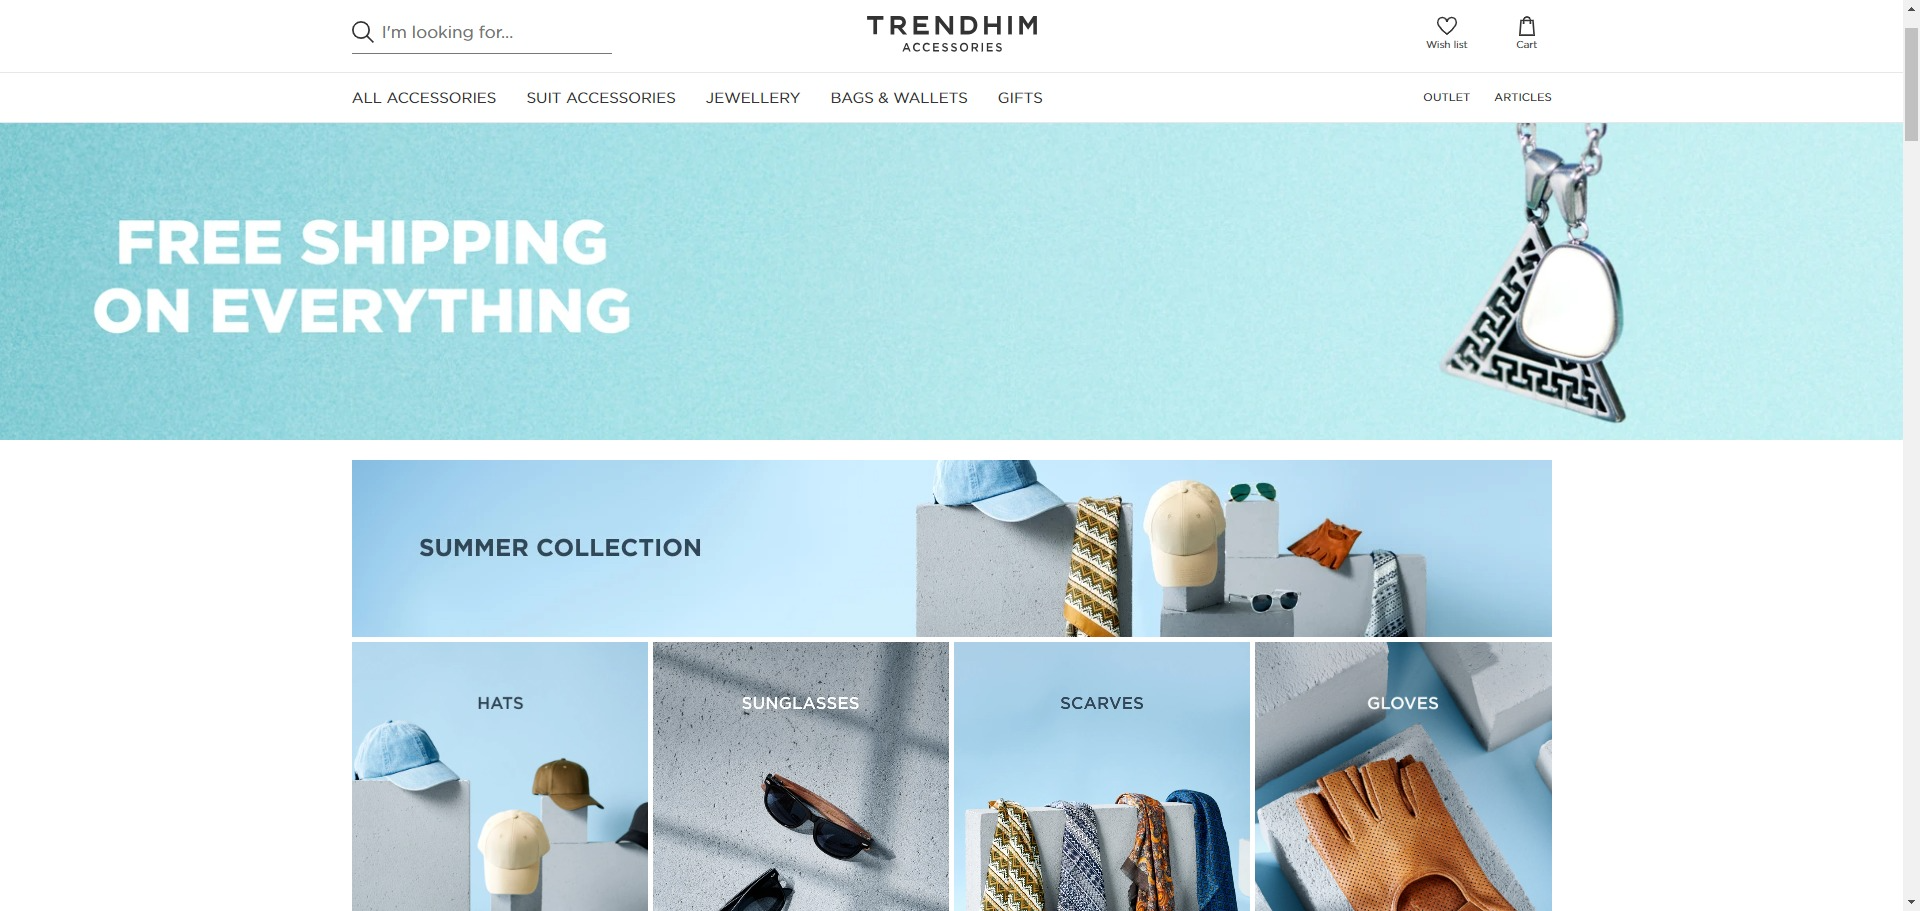 I'm looking for...
TRENDHIM
ACCESSORIES
Wish list
Cart
ALL ACCESSORIES
SUIT ACCESSORIES
JEWELLERY
BAGS & WALLETS
GIFTS
OUTLET
ARTICLES
FREE SHIPPING
ON EVERYTHING
SUMMER COLLECTION
HATS
SUNGLASSES
SCARVES
GLOVES